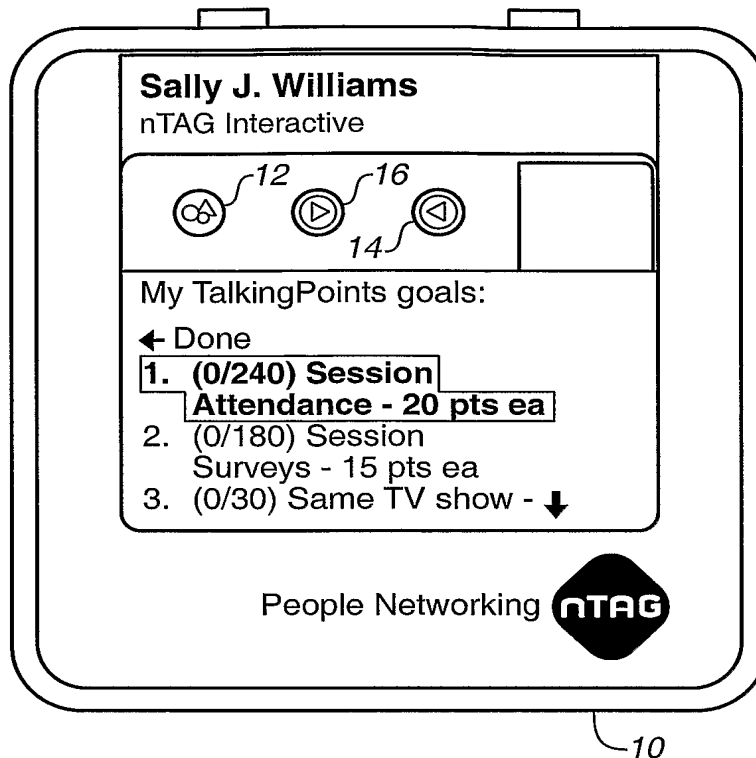 Sally J. Williams
nTAG Interactive
12
16
14
My TalkingPoints goals:
← Done
1. (0/240) Session
Attendance - 20 pts ea
2. (0/180) Session
Surveys - 15 pts ea
3. (0/30) Same TV show - ↓
People Networking nTAG
10